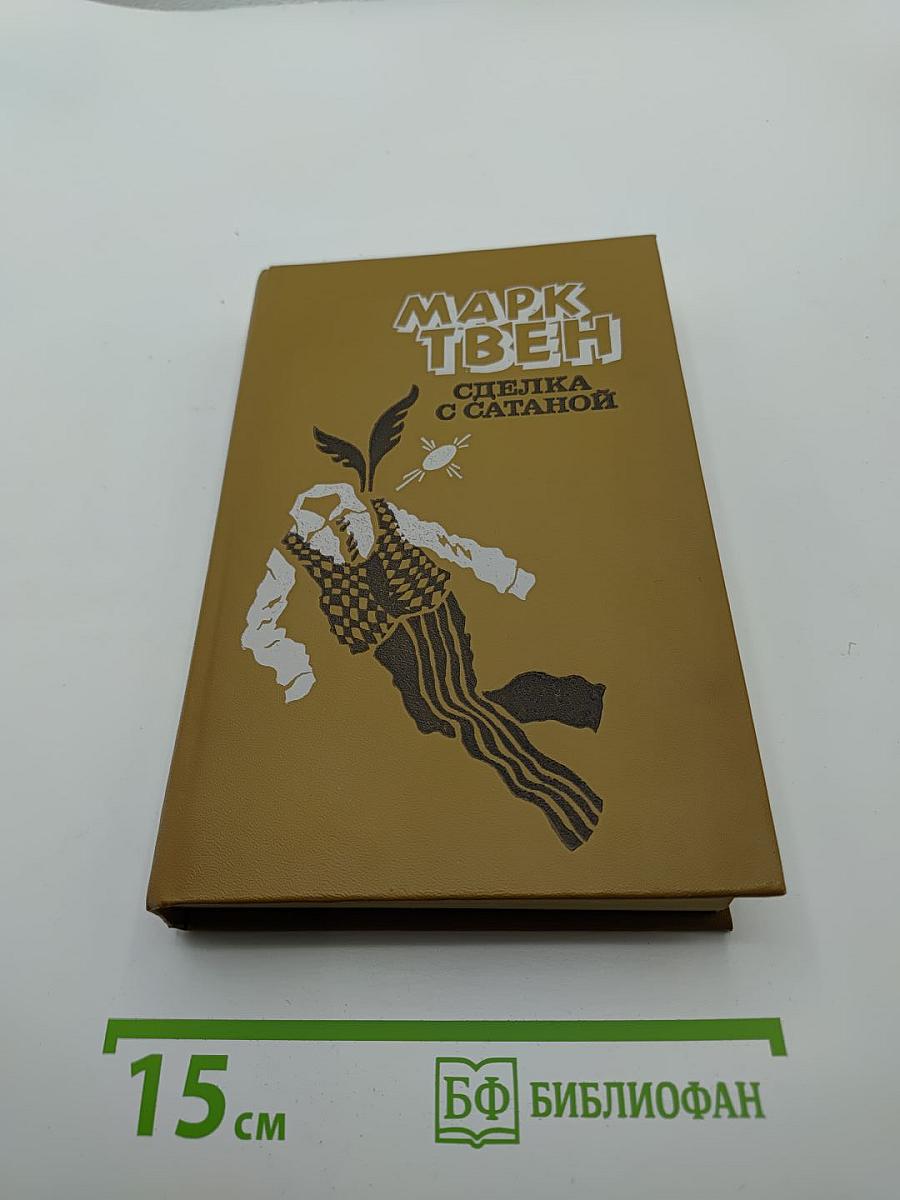 МАРК
ТВЕН
СДЕЛКА
С САТАНОЙ
15 см
БФ БИБЛИОФАН